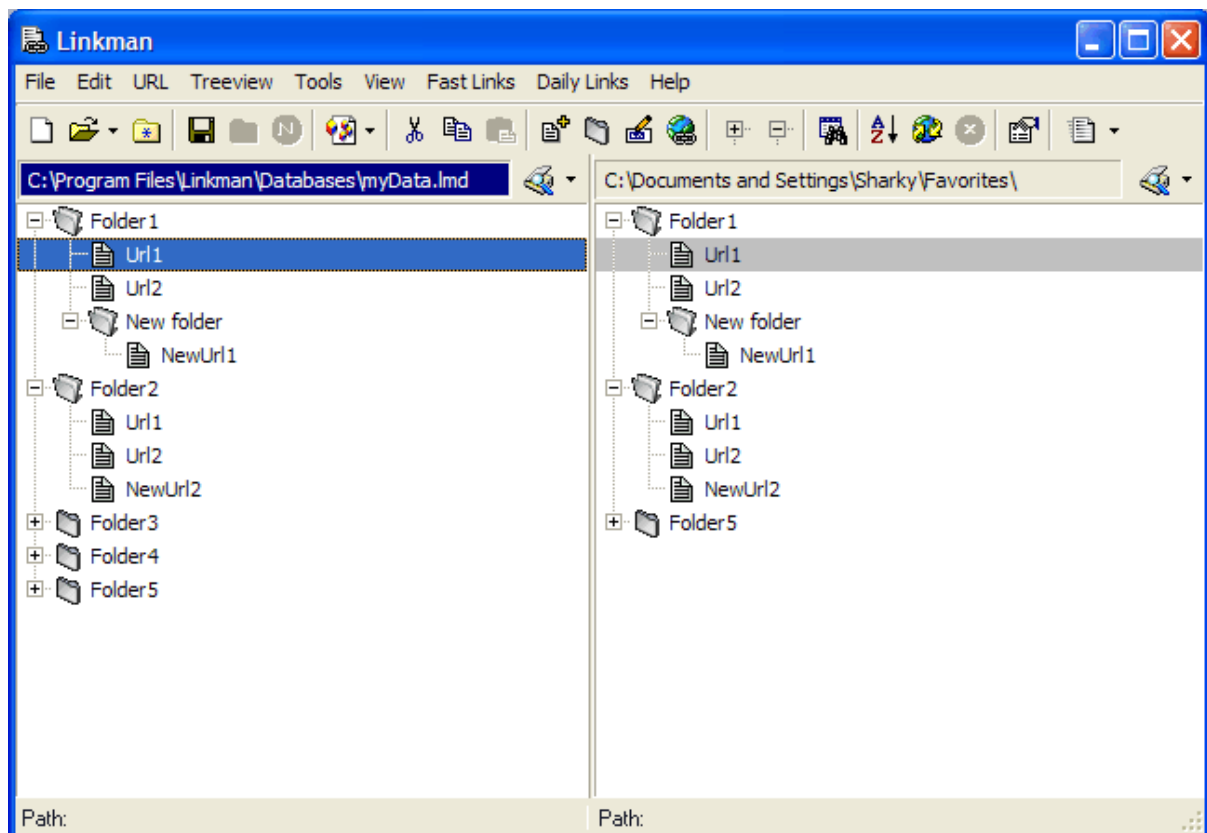 Linkman
File Edit URL Treeview Tools View Fast Links Daily Links Help
C:\Program Files\Linkman\Databases\myData.lmd
Folder1
Url1
Url2
New folder
NewUrl1
Folder2
Url1
Url2
NewUrl2
Folder3
Folder4
Folder5
Path:
C:\Documents and Settings\Sharky\Favorites\
Folder1
Url1
Url2
New folder
NewUrl1
Folder2
Url1
Url2
NewUrl2
Folder5
Path: